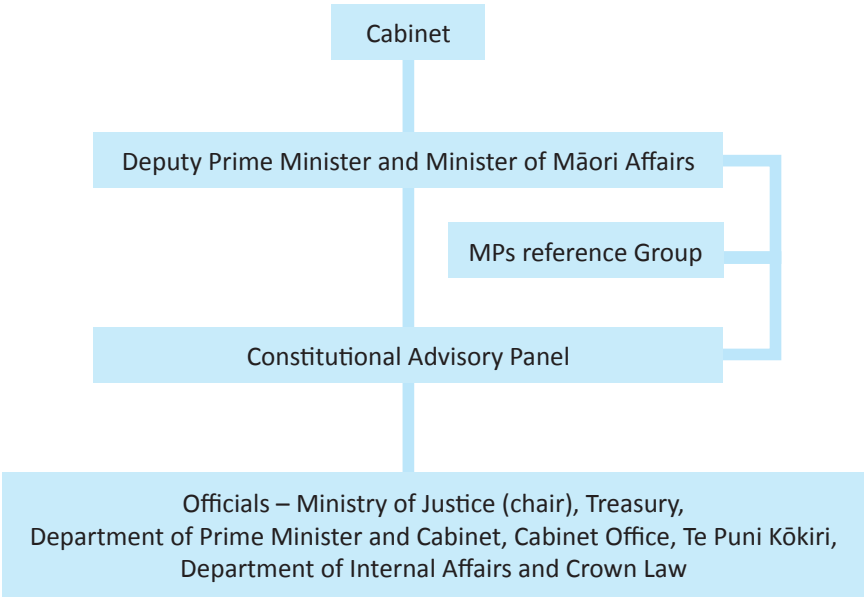 Cabinet
Deputy Prime Minister and Minister of Māori Affairs
MPs reference Group
Constitutional Advisory Panel
Officials – Ministry of Justice (chair), Treasury,
Department of Prime Minister and Cabinet, Cabinet Office, Te Puni Kōkiri,
Department of Internal Affairs and Crown Law